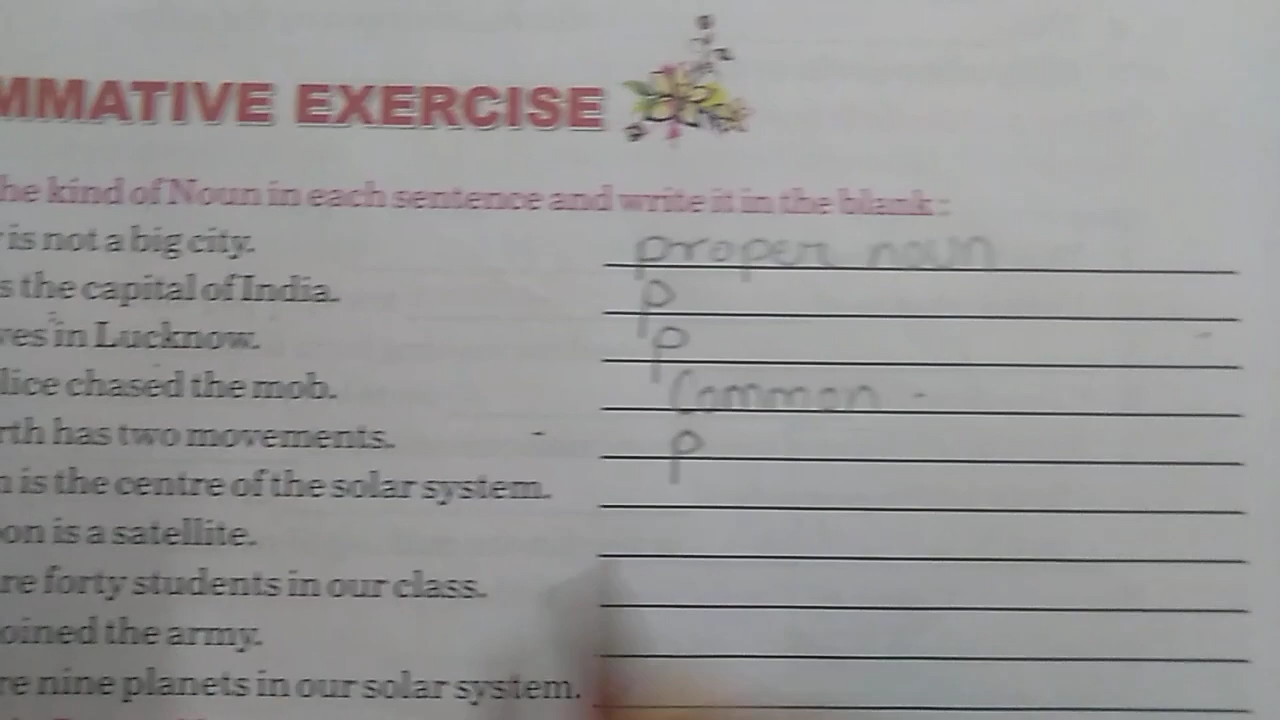 MMATIVE EXERCISE
he kind of Noun in each sentence and write it in the blank :
is not a big city. proper noun
s the capital of India. p
ves in Lucknow. p
lice chased the mob. Common -
rth has two movements. - p
n is the centre of the solar system.
on is a satellite.
re forty students in our class.
oined the army.
re nine planets in our solar system.